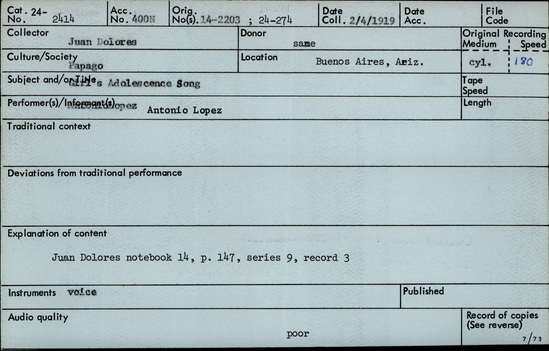 Cat. 24- No. 2414 Acc. No. 400H Orig. No(s). 14-2203 ; 24-274 Date Coll. 2/4/1919 Date Acc. File Code
Collector Juan Dolores Donor same Original Recording Medium Speed
Culture/Society Papago Location Buenos Aires, Ariz. cyl. 180
Subject and/or Title Girl's Adolescence Song Tape Speed
Performer(s)/Informant(s) Antonio Lopez Length
Traditional context
Deviations from traditional performance
Explanation of content
Juan Dolores notebook 14, p. 147, series 9, record 3
Instruments voice Published
Audio quality poor Record of copies (See reverse)
7/73